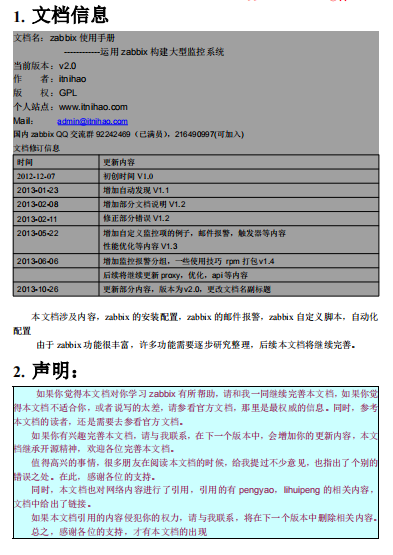 1. 文档信息
文档名：zabbix 使用手册
------------运用 zabbix 构建大型监控系统
当前版本：v2.0
作 者：itnihao
版 权：GPL
个人站点：www.itnihao.com
Mail： admin@itnihao.com
国内 zabbix QQ 交流群 92242469（已满员），216490997(可加入)
文档修订信息
时间 更新内容
2012-12-07 初创时间 V1.0
2013-01-23 增加自动发现 V1.1
2013-02-08 增加部分文档说明 V1.2
2013-02-11 修正部分错误 V1.2
2013-05-22 增加自定义监控项的例子，邮件报警，触发器等内容
性能优化等内容 V1.3
2013-06-06 增加监控报警分组，一些使用技巧 rpm 打包v1.4
后续将继续更新 proxy，优化，api 等内容
2013-10-26 更新部分内容，版本为v2.0，更改文档名副标题
本文档涉及内容，zabbix 的安装配置，zabbix 的邮件报警，zabbix 自定义脚本，自动化
配置
由于 zabbix 功能很丰富，许多功能需要逐步研究整理，后续本文档将继续完善。
2. 声明：
如果你觉得本文档对你学习 zabbix 有所帮助，请和我一同继续完善本文档，如果你觉
得本文档不适合你，或者说写的太差，请参看官方文档，那里是最权威的信息。同时，参考
本文档的读者，还是需要去参看官方文档。
如果你有兴趣完善本文档，请与我联系，在下一个版本中，会增加你的更新内容，本文
档继承开源精神，欢迎各位完善本文档。
值得高兴的事情，很多朋友在阅读本文档的时候，给我提过不少意见，也指出了个别的
错误之处。在此，感谢各位的支持。
同时，本文档也对网络内容进行了引用，引用的有 pengyao，lihuipeng 的相关内容，
文档中给出了链接。
如果本文档引用的内容侵犯你的权力，请与我联系，将在下一个版本中删除相关内容。
总之，感谢各位的支持，才有本文档的出现